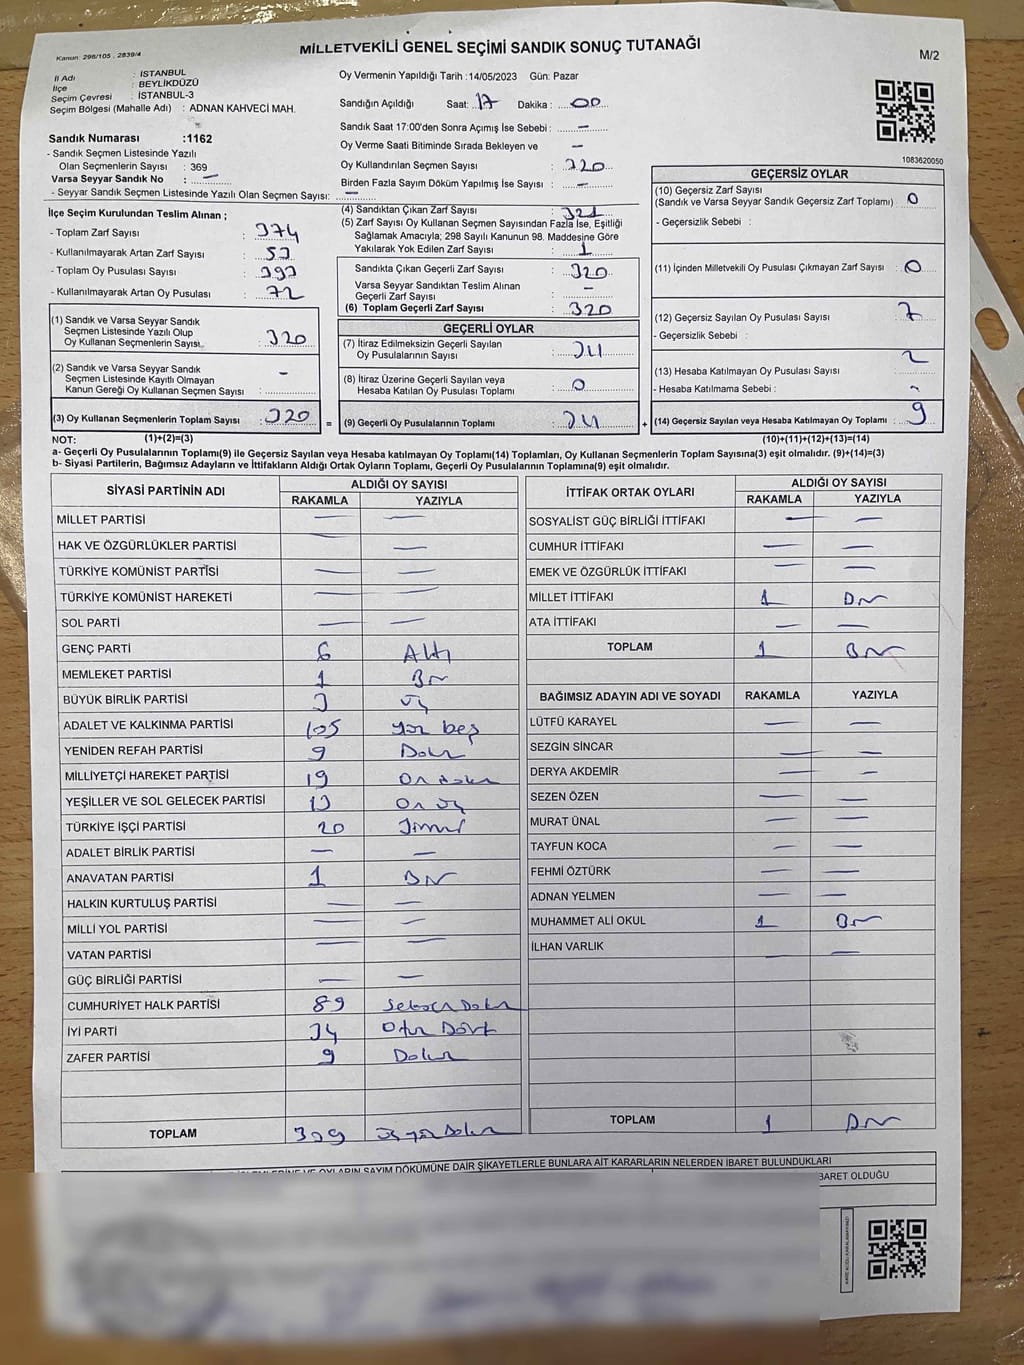 Kanun: 298/105 , 2839/4
MİLLETVEKİLİ GENEL SEÇİMİ SANDIK SONUÇ TUTANAĞI
M/2
İl Adı : İSTANBUL
İlçe : BEYLİKDÜZÜ
Seçim Çevresi : İSTANBUL-3
Seçim Bölgesi (Mahalle Adı) : ADNAN KAHVECİ MAH.
Sandık Numarası :1162
- Sandık Seçmen Listesinde Yazılı
Olan Seçmenlerin Sayısı : 369
Varsa Seyyar Sandık No : —
- Seyyar Sandık Seçmen Listesinde Yazılı Olan Seçmen Sayısı: —
Oy Vermenin Yapıldığı Tarih :14/05/2023 Gün: Pazar
Sandığın Açıldığı Saat: 17 Dakika : 00
Sandık Saat 17:00'den Sonra Açımış İse Sebebi : —
Oy Verme Saati Bitiminde Sırada Bekleyen ve —
Oy Kullandırılan Seçmen Sayısı : 320
Birden Fazla Sayım Döküm Yapılmış İse Sayısı : —
1083620050
İlçe Seçim Kurulundan Teslim Alınan ;
- Toplam Zarf Sayısı : 374
- Kullanılmayarak Artan Zarf Sayısı : 53
- Toplam Oy Pusulası Sayısı : 393
- Kullanılmayarak Artan Oy Pusulası : 72
(4) Sandıktan Çıkan Zarf Sayısı : 321
(5) Zarf Sayısı Oy Kullanan Seçmen Sayısından Fazla İse, Eşitliği
Sağlamak Amacıyla; 298 Sayılı Kanunun 98. Maddesine Göre
Yakılarak Yok Edilen Zarf Sayısı : 1
Sandıkta Çıkan Geçerli Zarf Sayısı : 320
Varsa Seyyar Sandıktan Teslim Alınan
Geçerli Zarf Sayısı : —
(6) Toplam Geçerli Zarf Sayısı : 320
GEÇERSİZ OYLAR
(10) Geçersiz Zarf Sayısı
(Sandık ve Varsa Seyyar Sandık Geçersiz Zarf Toplamı) : 0
- Geçersizlik Sebebi :
(11) İçinden Milletvekili Oy Pusulası Çıkmayan Zarf Sayısı : 0
(12) Geçersiz Sayılan Oy Pusulası Sayısı : 7
- Geçersizlik Sebebi :
(13) Hesaba Katılmayan Oy Pusulası Sayısı : 2
- Hesaba Katılmama Sebebi :
(14) Geçersiz Sayılan veya Hesaba Katılmayan Oy Toplamı : 9
(1) Sandık ve Varsa Seyyar Sandık
Seçmen Listesinde Yazılı Olup
Oy Kullanan Seçmenlerin Sayısı : 320
(2) Sandık ve Varsa Seyyar Sandık
Seçmen Listesinde Kayıtlı Olmayan
Kanun Gereği Oy Kullanan Seçmen Sayısı : —
(3) Oy Kullanan Seçmenlerin Toplam Sayısı : 320
GEÇERLİ OYLAR
(7) İtiraz Edilmeksizin Geçerli Sayılan
Oy Pusulalarının Sayısı : 311
(8) İtiraz Üzerine Geçerli Sayılan veya
Hesaba Katılan Oy Pusulası Toplamı : 0
= (9) Geçerli Oy Pusulalarının Toplamı : 311 +
NOT: (1)+(2)=(3) (10)+(11)+(12)+(13)=(14)
a- Geçerli Oy Pusulalarının Toplamı(9) ile Geçersiz Sayılan veya Hesaba katılmayan Oy Toplamı(14) Toplamları, Oy Kullanan Seçmenlerin Toplam Sayısına(3) eşit olmalıdır. (9)+(14)=(3)
b- Siyasi Partilerin, Bağımsız Adayların ve İttifakların Aldığı Ortak Oyların Toplamı, Geçerli Oy Pusulalarının Toplamına(9) eşit olmalıdır.
SİYASİ PARTİNİN ADI ALDIĞI OY SAYISI
RAKAMLA YAZIYLA
MİLLET PARTİSİ — —
HAK VE ÖZGÜRLÜKLER PARTİSİ — —
TÜRKİYE KOMÜNİST PARTİSİ — —
TÜRKİYE KOMÜNİST HAREKETİ — —
SOL PARTİ — —
GENÇ PARTİ 6 Altı
MEMLEKET PARTİSİ 1 Bir
BÜYÜK BİRLİK PARTİSİ 3 üç
ADALET VE KALKINMA PARTİSİ 105 yüz beş
YENİDEN REFAH PARTİSİ 9 Dokuz
MİLLİYETÇİ HAREKET PARTİSİ 19 On dokuz
YEŞİLLER VE SOL GELECEK PARTİSİ 13 On üç
TÜRKİYE İŞÇİ PARTİSİ 20 Yirmi
ADALET BİRLİK PARTİSİ — —
ANAVATAN PARTİSİ 1 Bir
HALKIN KURTULUŞ PARTİSİ — —
MİLLİ YOL PARTİSİ — —
VATAN PARTİSİ — —
GÜÇ BİRLİĞİ PARTİSİ — —
CUMHURİYET HALK PARTİSİ 89 Seksen Dokuz
İYİ PARTİ 34 Otuz Dört
ZAFER PARTİSİ 9 Dokuz
TOPLAM 309 üçyüz Dokuz
İTTİFAK ORTAK OYLARI ALDIĞI OY SAYISI
RAKAMLA YAZIYLA
SOSYALİST GÜÇ BİRLİĞİ İTTİFAKI — —
CUMHUR İTTİFAKI — —
EMEK VE ÖZGÜRLÜK İTTİFAKI — —
MİLLET İTTİFAKI 1 Bir
ATA İTTİFAKI — —
TOPLAM 1 Bir
BAĞIMSIZ ADAYIN ADI VE SOYADI RAKAMLA YAZIYLA
LÜTFÜ KARAYEL — —
SEZGİN SİNCAR — —
DERYA AKDEMİR — —
SEZEN ÖZEN — —
MURAT ÜNAL — —
TAYFUN KOCA — —
FEHMİ ÖZTÜRK — —
ADNAN YELMEN — —
MUHAMMET ALİ OKUL 1 Bir
İLHAN VARLIK — —
TOPLAM 1 Bir
OYLARIN SAYIM DÖKÜMÜNE DAİR ŞİKAYETLERLE BUNLARA AİT KARARLARIN NELERDEN İBARET BULUNDUKLARI
İBARET OLDUĞU